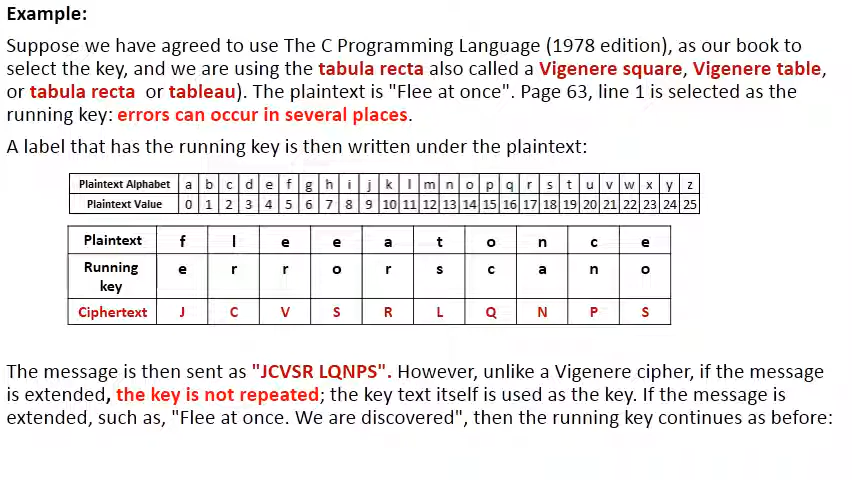 Example:
Suppose we have agreed to use The C Programming Language (1978 edition), as our book to
select the key, and we are using the tabula recta also called a Vigenere square, Vigenere table,
or tabula recta or tableau). The plaintext is "Flee at once". Page 63, line 1 is selected as the
running key: errors can occur in several places.
A label that has the running key is then written under the plaintext:
Plaintext Alphabet a b c d e f g h i j k l m n o p q r s t u v w x y z
Plaintext Value 0 1 2 3 4 5 6 7 8 9 10 11 12 13 14 15 16 17 18 19 20 21 22 23 24 25
Plaintext f l e e a t o n c e
Running key e r r o r s c a n o
Ciphertext J C V S R L Q N P S
The message is then sent as "JCVSR LQNPS". However, unlike a Vigenere cipher, if the message
is extended, the key is not repeated; the key text itself is used as the key. If the message is
extended, such as, "Flee at once. We are discovered", then the running key continues as before: